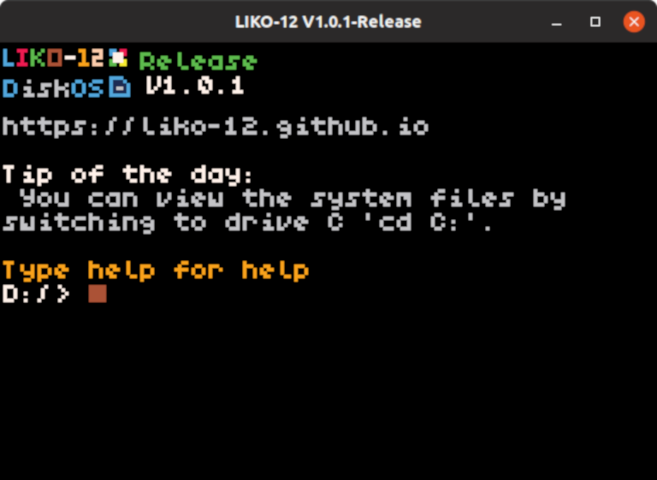 LIKO-12 V1.0.1-Release
LIKO-12 Release
DiskOS V1.0.1
https://liko-12.github.io
Tip of the day:
You can view the system files by
switching to drive C 'cd C:'.
Type help for help
D:/>